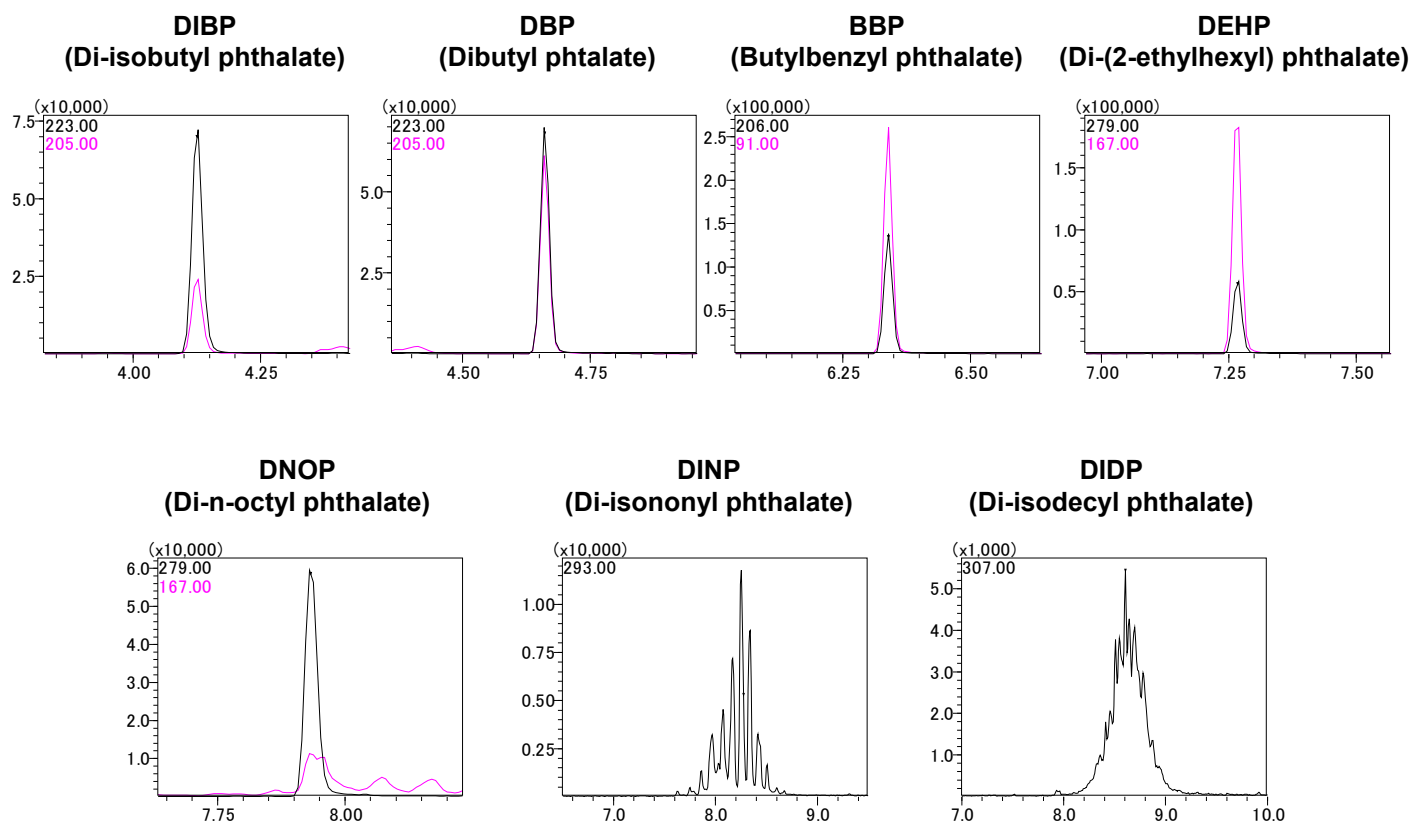 DIBP
(Di-isobutyl phthalate)
DBP
(Dibutyl phtalate)
BBP
(Butylbenzyl phthalate)
DEHP
(Di-(2-ethylhexyl) phthalate)
(x10,000)
7.5
223.00
205.00
5.0
2.5
4.00 4.25
(x10,000)
223.00
205.00
5.0
2.5
4.50 4.75
(x100,000)
2.5
206.00
91.00
2.0
1.5
1.0
0.5
6.25 6.50
(x100,000)
279.00
167.00
1.5
1.0
0.5
7.00 7.25 7.50
DNOP
(Di-n-octyl phthalate)
DINP
(Di-isononyl phthalate)
DIDP
(Di-isodecyl phthalate)
(x10,000)
6.0
279.00
167.00
5.0
4.0
3.0
2.0
1.0
7.75 8.00
(x10,000)
293.00
1.00
0.75
0.50
0.25
7.0 8.0 9.0
(x1,000)
307.00
5.0
4.0
3.0
2.0
1.0
7.0 8.0 9.0 10.0